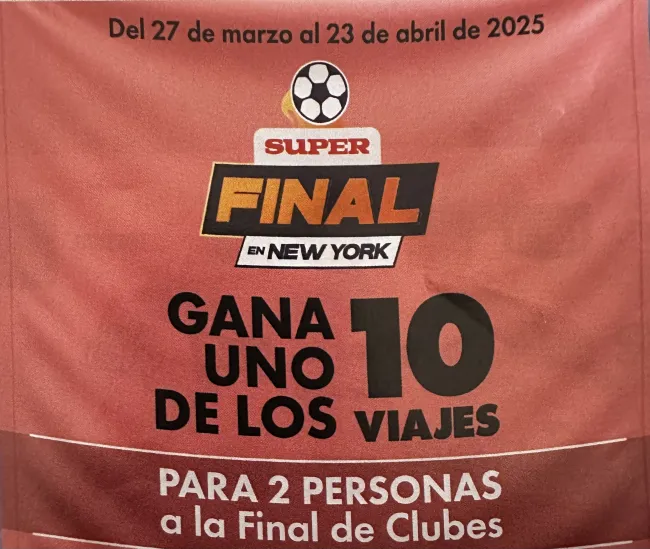 Del 27 de marzo al 23 de abril de 2025
SUPER
FINAL
EN NEW YORK
GANA
UNO
DE LOS
10
VIAJES
PARA 2 PERSONAS
a la Final de Clubes